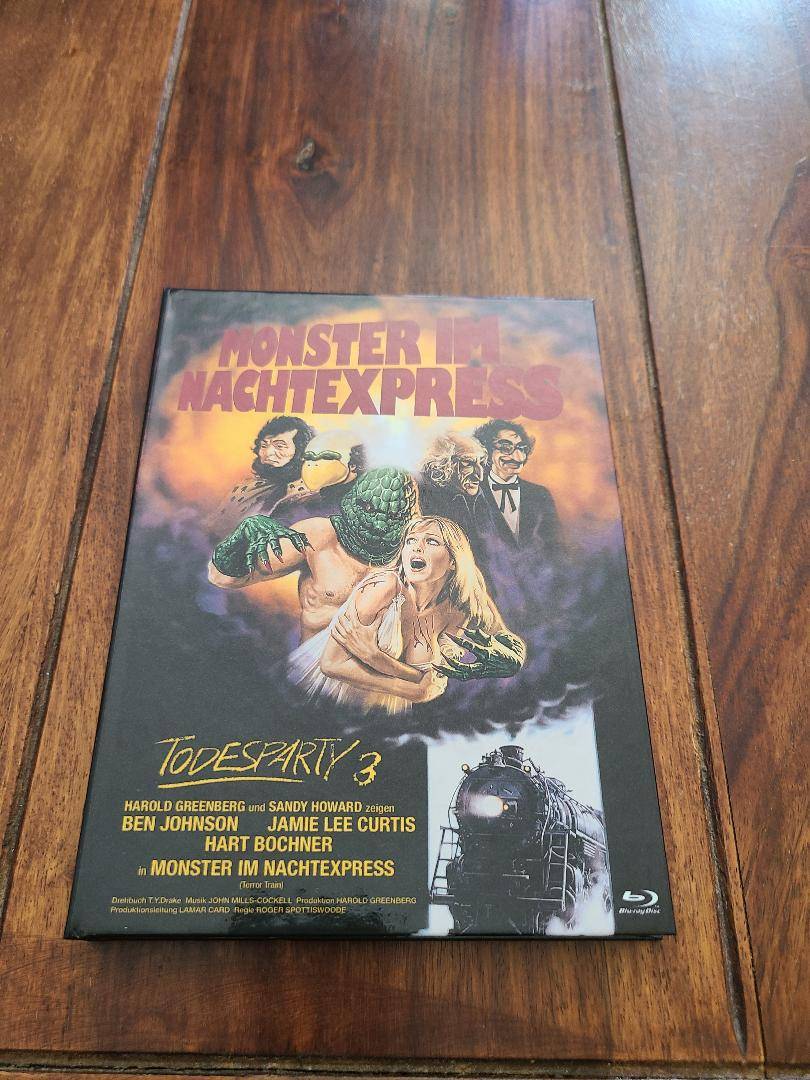 MONSTER IM
NACHTEXPRESS
TODESPARTY 3
HAROLD GREENBERG und SANDY HOWARD zeigen
BEN JOHNSON JAMIE LEE CURTIS
HART BOCHNER
in MONSTER IM NACHTEXPRESS
(Terror Train)
Drehbuch T.Y. Drake Musik JOHN MILLS-COCKELL Produktion HAROLD GREENBERG
Produktionsleitung LAMAR CARD Regie ROGER SPOTTISWOODE
Blu-ray Disc